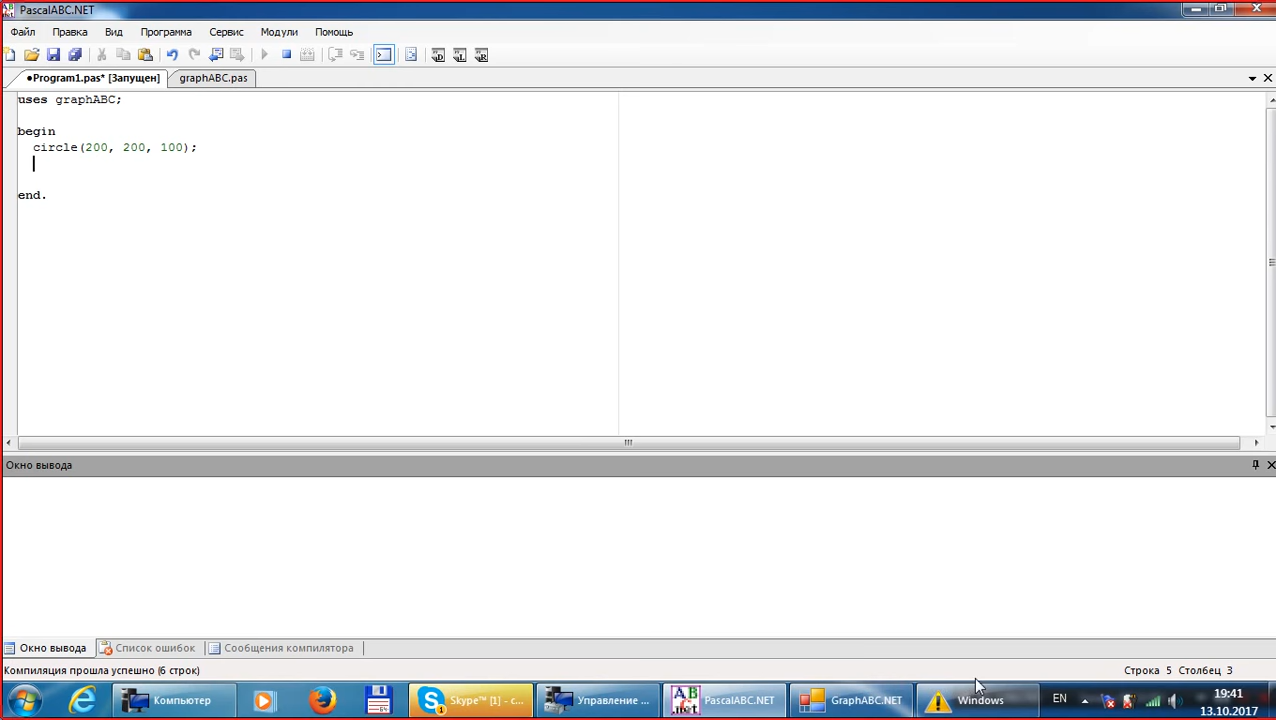 PascalABC.NET
Файл Правка Вид Программа Сервис Модули Помощь
●Program1.pas* [Запущен] graphABC.pas
uses graphABC;
begin
circle(200, 200, 100);
end.
Окно вывода
Окно вывода Список ошибок Сообщения компилятора
Компиляция прошла успешно (6 строк) Строка 5 Столбец 3
Компьютер Skype™ [1] - с... Управление ... PascalABC.NET GraphABC.NET Windows EN 19:41
13.10.2017